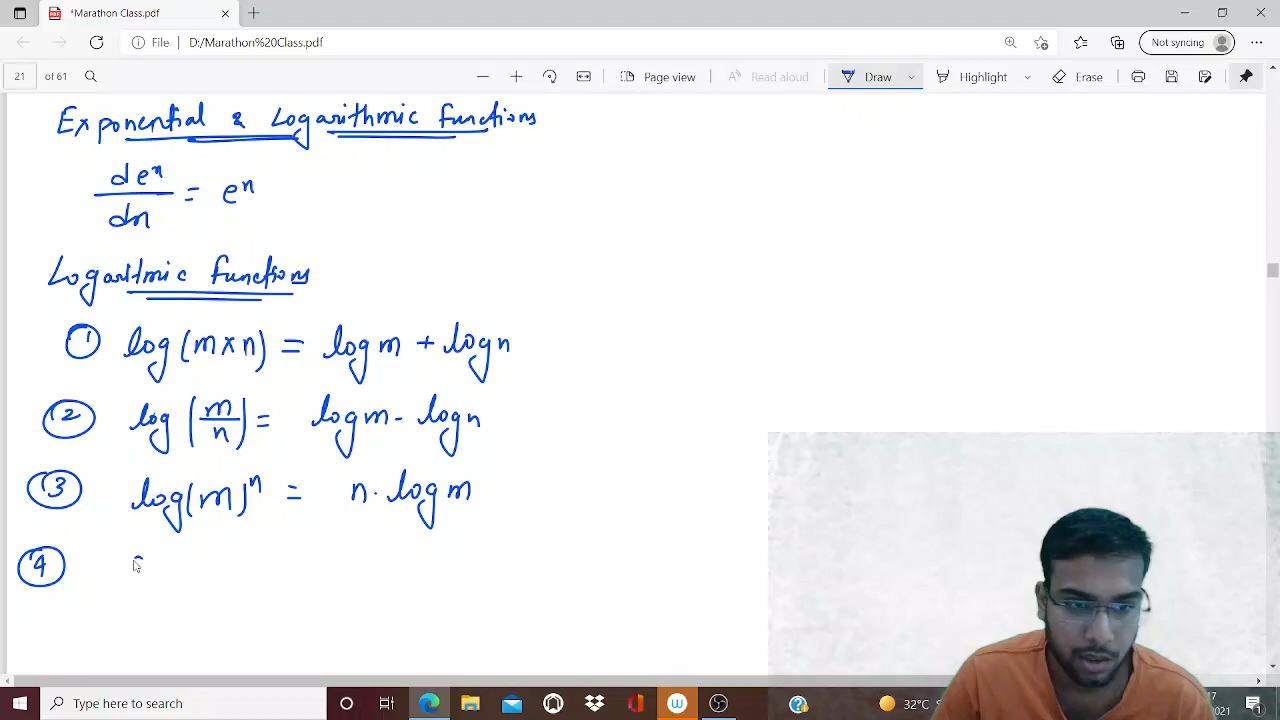 *Marathon Class.pdf
File D:/Marathon%20Class.pdf Not syncing
21 of 61 Page view Read aloud Draw Highlight Erase
Exponential & Logarithmic functions
de^x/dx = e^x
Logaritmic functions
① log (m × n) = log m + log n
② log (m/n) = log m - log n
③ log(m)^n = n · log m
④
Type here to search 32°C